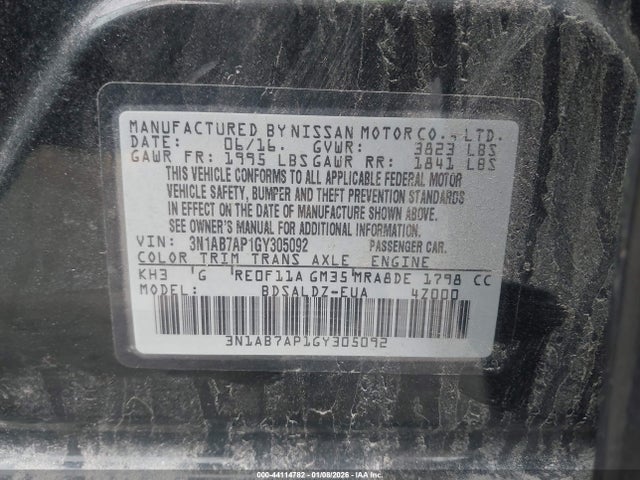 MANUFACTURED BY NISSAN MOTOR CO., LTD.
DATE: 06/16. GVWR: 3823 LBS
GAWR FR: 1995 LBS GAWR RR: 1841 LBS
THIS VEHICLE CONFORMS TO ALL APPLICABLE FEDERAL MOTOR
VEHICLE SAFETY, BUMPER AND THEFT PREVENTION STANDARDS
IN EFFECT ON THE DATE OF MANUFACTURE SHOWN ABOVE.
SEE OWNER'S MANUAL FOR ADDITIONAL INFORMATION.
VIN: 3N1AB7AP1GY305092 PASSENGER CAR.
COLOR TRIM TRANS AXLE ENGINE
KH3 G RE0F11A GM35 MRA8DE 1798 CC
MODEL: BDSALDZ-EUA 4Z000
3N1AB7AP1GY305092
000-44114782 - 01/08/2026 - IAA Inc.